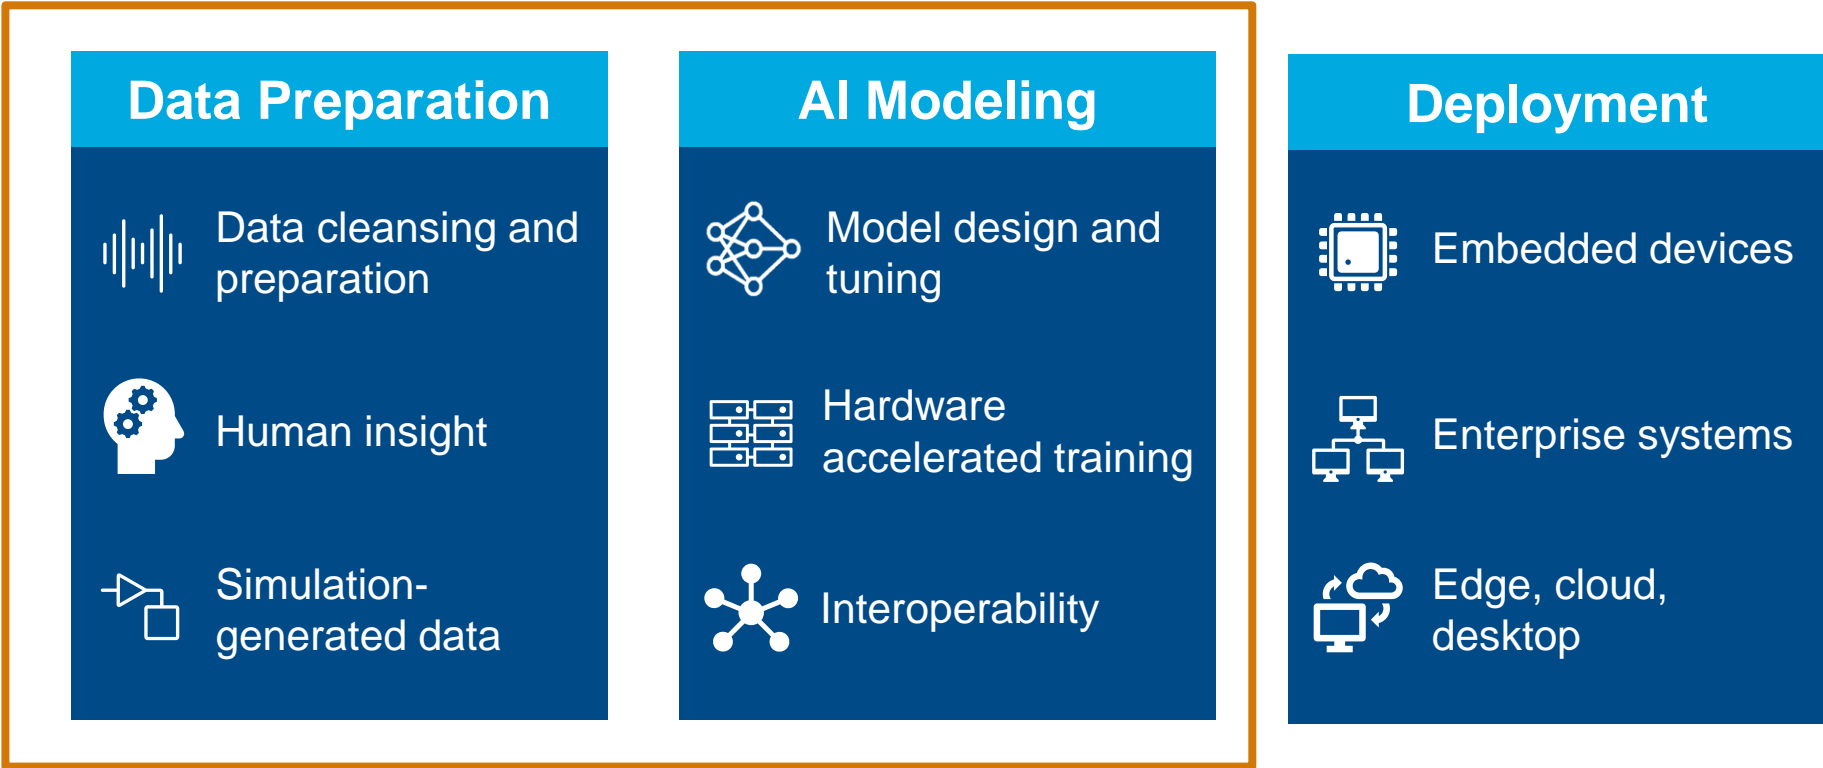 Data Preparation
Data cleansing and
preparation
Human insight
Simulation-
generated data
AI Modeling
Model design and
tuning
Hardware
accelerated training
Interoperability
Deployment
Embedded devices
Enterprise systems
Edge, cloud,
desktop